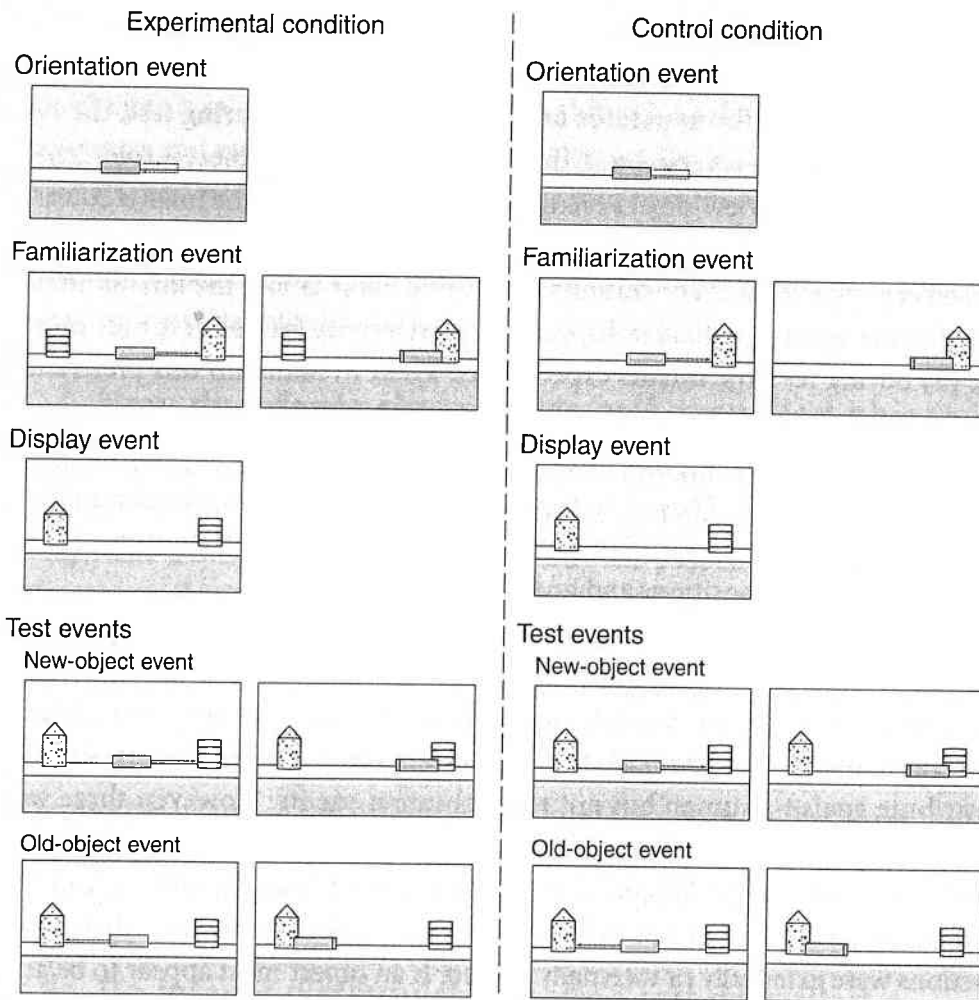 Experimental condition
Orientation event
Familiarization event
Display event
Test events
New-object event
Old-object event
Control condition
Orientation event
Familiarization event
Display event
Test events
New-object event
Old-object event